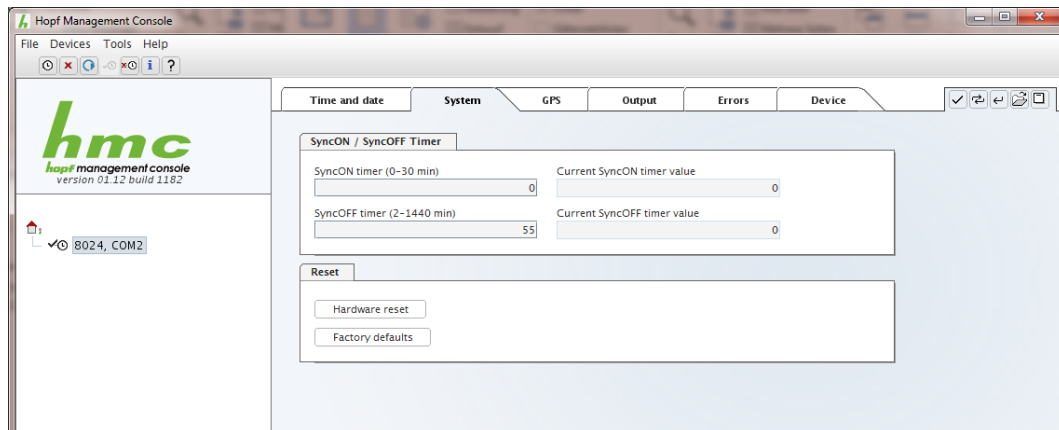 Hopf Management Console
File Devices Tools Help
Time and date System GPS Output Errors Device
hmc
hopf management console
version 01.12 build 1182
8024, COM2
SyncON / SyncOFF Timer
SyncON timer (0-30 min) Current SyncON timer value
0 0
SyncOFF timer (2-1440 min) Current SyncOFF timer value
55 0
Reset
Hardware reset
Factory defaults